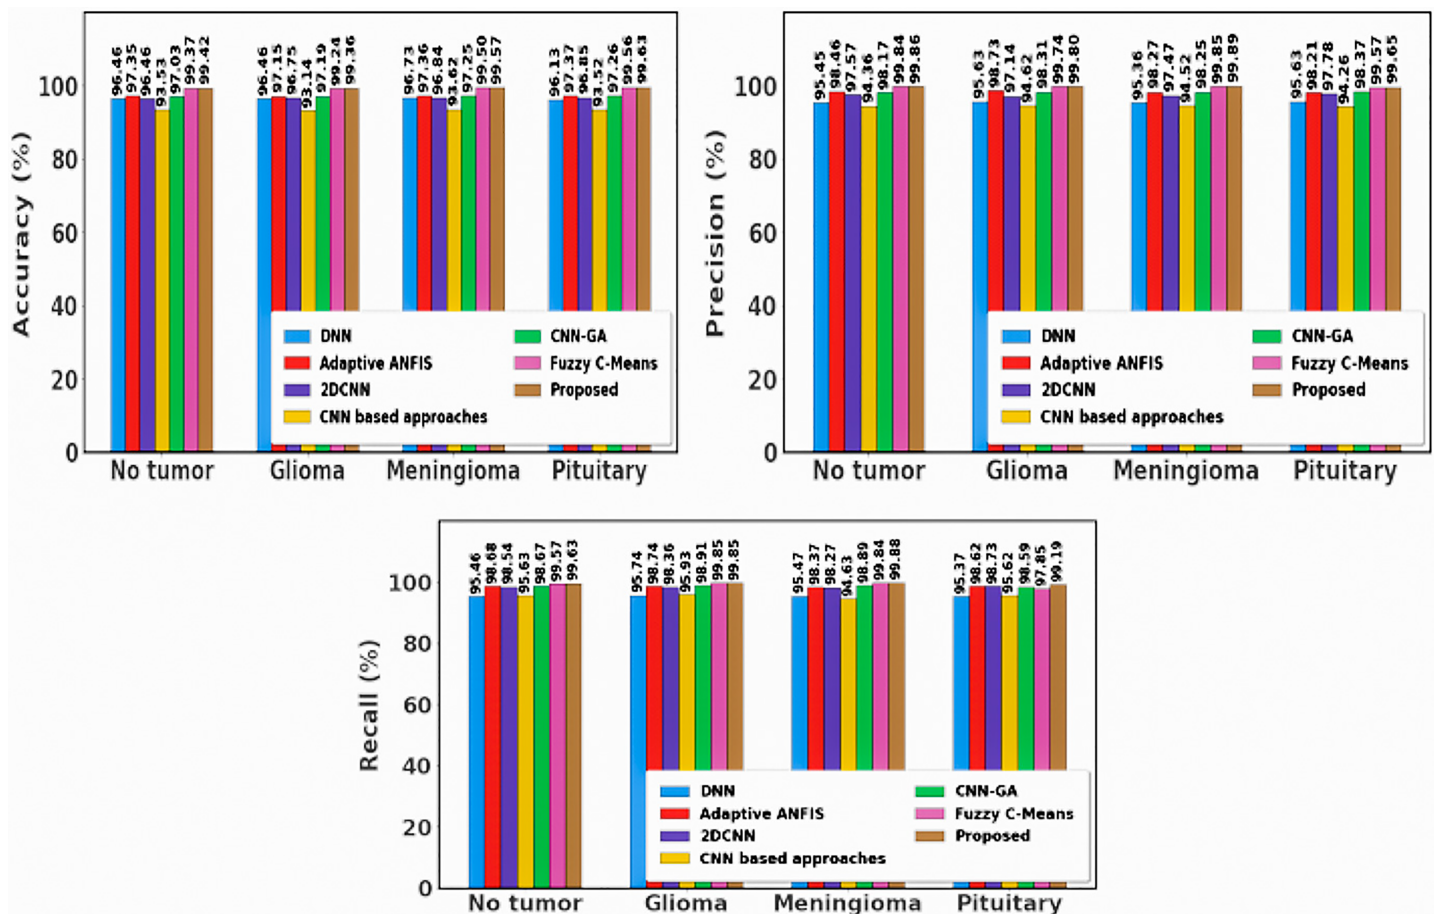 Accuracy (%)
100
80
60
40
20
0
96.46 97.35 96.46 93.53 97.03 99.37 99.42
96.46 97.15 96.75 93.14 97.19 99.24 99.36
96.73 97.36 96.84 93.62 97.25 99.50 99.57
96.13 97.37 96.85 93.52 97.26 99.56 99.63
DNN
Adaptive ANFIS
2DCNN
CNN based approaches
CNN-GA
Fuzzy C-Means
Proposed
No tumor Glioma Meningioma Pituitary
Precision (%)
100
80
60
40
20
0
95.45 98.46 97.57 94.36 98.17 99.84 99.86
95.63 98.73 97.14 94.62 98.31 99.74 99.80
95.36 98.27 97.47 94.52 98.25 99.85 99.89
95.63 98.21 97.78 94.26 98.37 99.57 99.65
DNN
Adaptive ANFIS
2DCNN
CNN based approaches
CNN-GA
Fuzzy C-Means
Proposed
No tumor Glioma Meningioma Pituitary
Recall (%)
100
80
60
40
20
0
95.46 98.68 98.54 95.63 98.67 99.57 99.63
95.74 98.74 98.36 95.93 98.91 99.85 99.85
95.47 98.37 98.27 94.63 98.89 99.84 99.88
95.37 98.62 98.73 95.62 98.59 97.85 99.19
DNN
Adaptive ANFIS
2DCNN
CNN based approaches
CNN-GA
Fuzzy C-Means
Proposed
No tumor Glioma Meningioma Pituitary